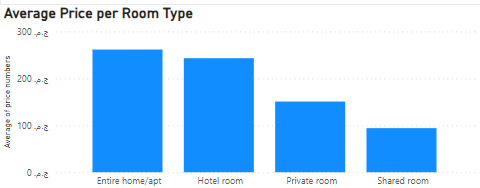 Average Price per Room Type
Average of price numbers
300 ج.م.
200 ج.م.
100 ج.م.
0 ج.م.
Entire home/apt
Hotel room
Private room
Shared room